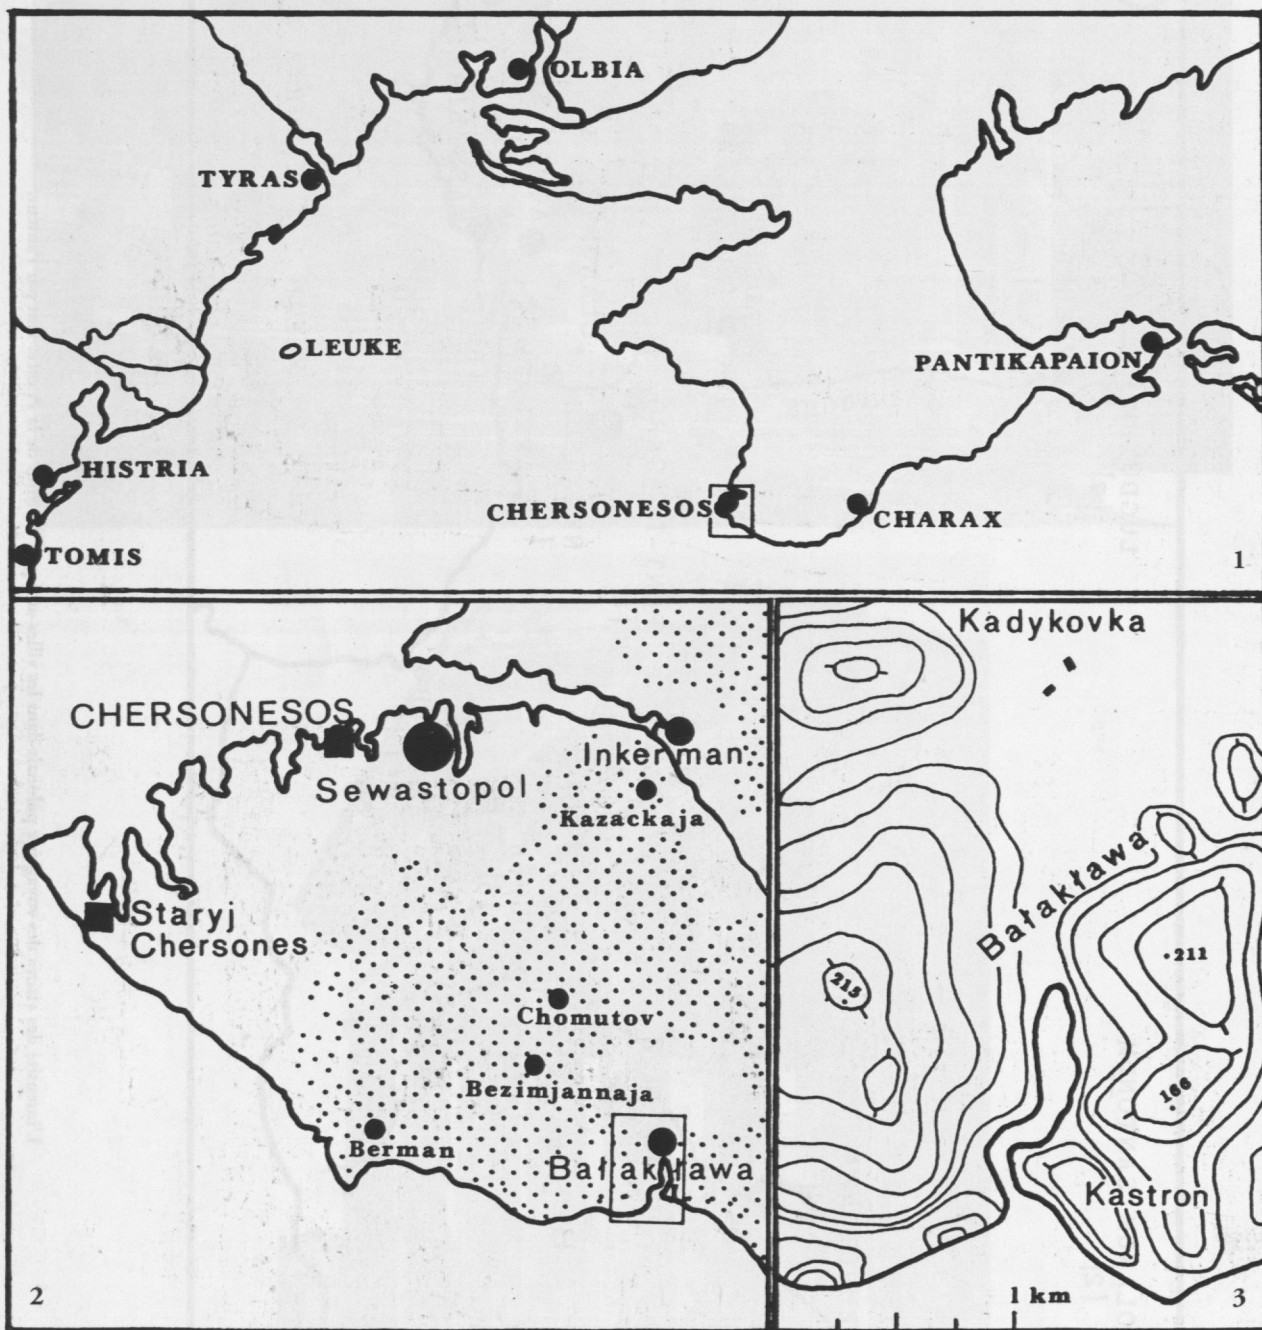 OLBIA
TYRAS
LEUKE
PANTIKAPAION
HISTRIA
CHERSONESOS
CHARAX
TOMIS
1
CHERSONESOS
Sewastopol
Inkerman
Kazackaja
Staryj
Chersones
Chomutov
Bezimjannaja
Berman
Bałakława
2
Kadykovka
Bałakława
211
215
166
Kastron
1 km
3